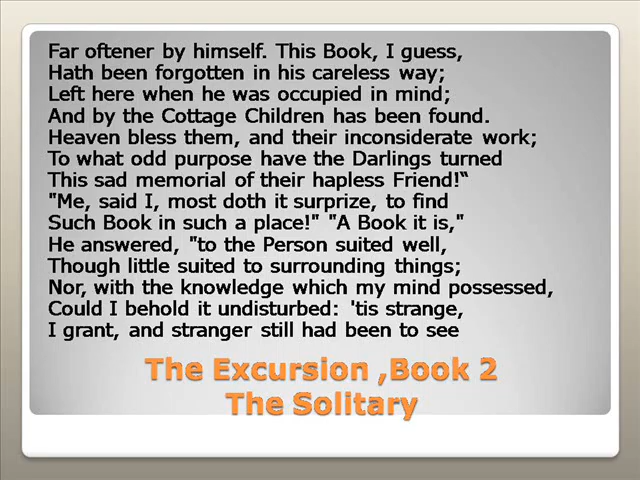 Far oftener by himself. This Book, I guess,
Hath been forgotten in his careless way;
Left here when he was occupied in mind;
And by the Cottage Children has been found.
Heaven bless them, and their inconsiderate work;
To what odd purpose have the Darlings turned
This sad memorial of their hapless Friend!“
"Me, said I, most doth it surprize, to find
Such Book in such a place!" "A Book it is,"
He answered, "to the Person suited well,
Though little suited to surrounding things;
Nor, with the knowledge which my mind possessed,
Could I behold it undisturbed: 'tis strange,
I grant, and stranger still had been to see
The Excursion ,Book 2
The Solitary